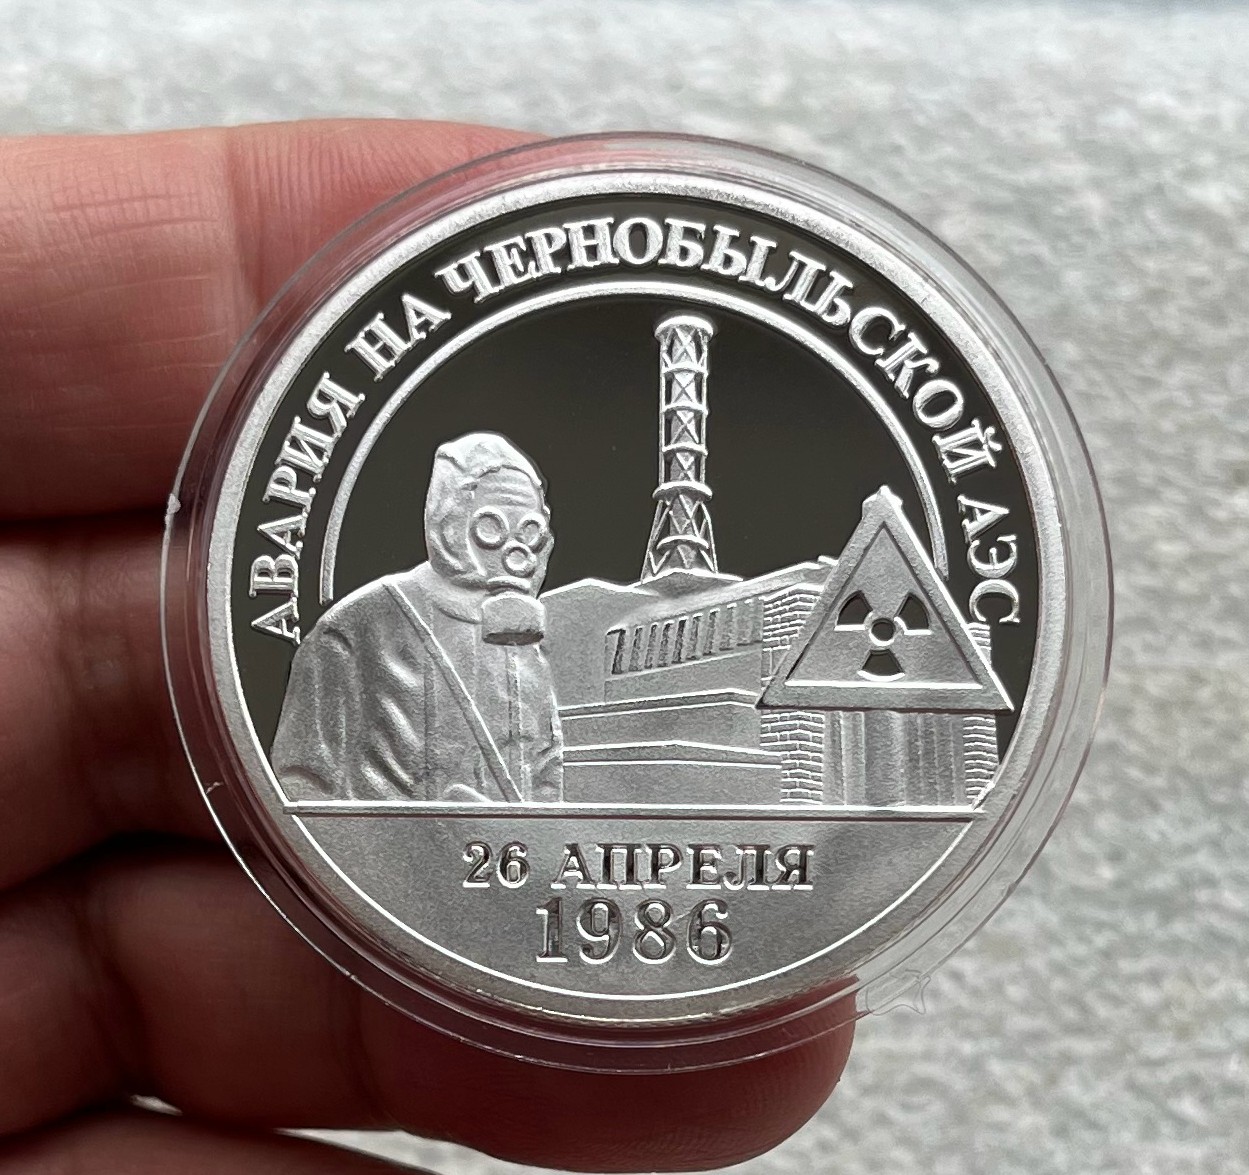 АВАРИЯ НА ЧЕРНОБЫЛЬСКОЙ АЭС
26 АПРЕЛЯ
1986